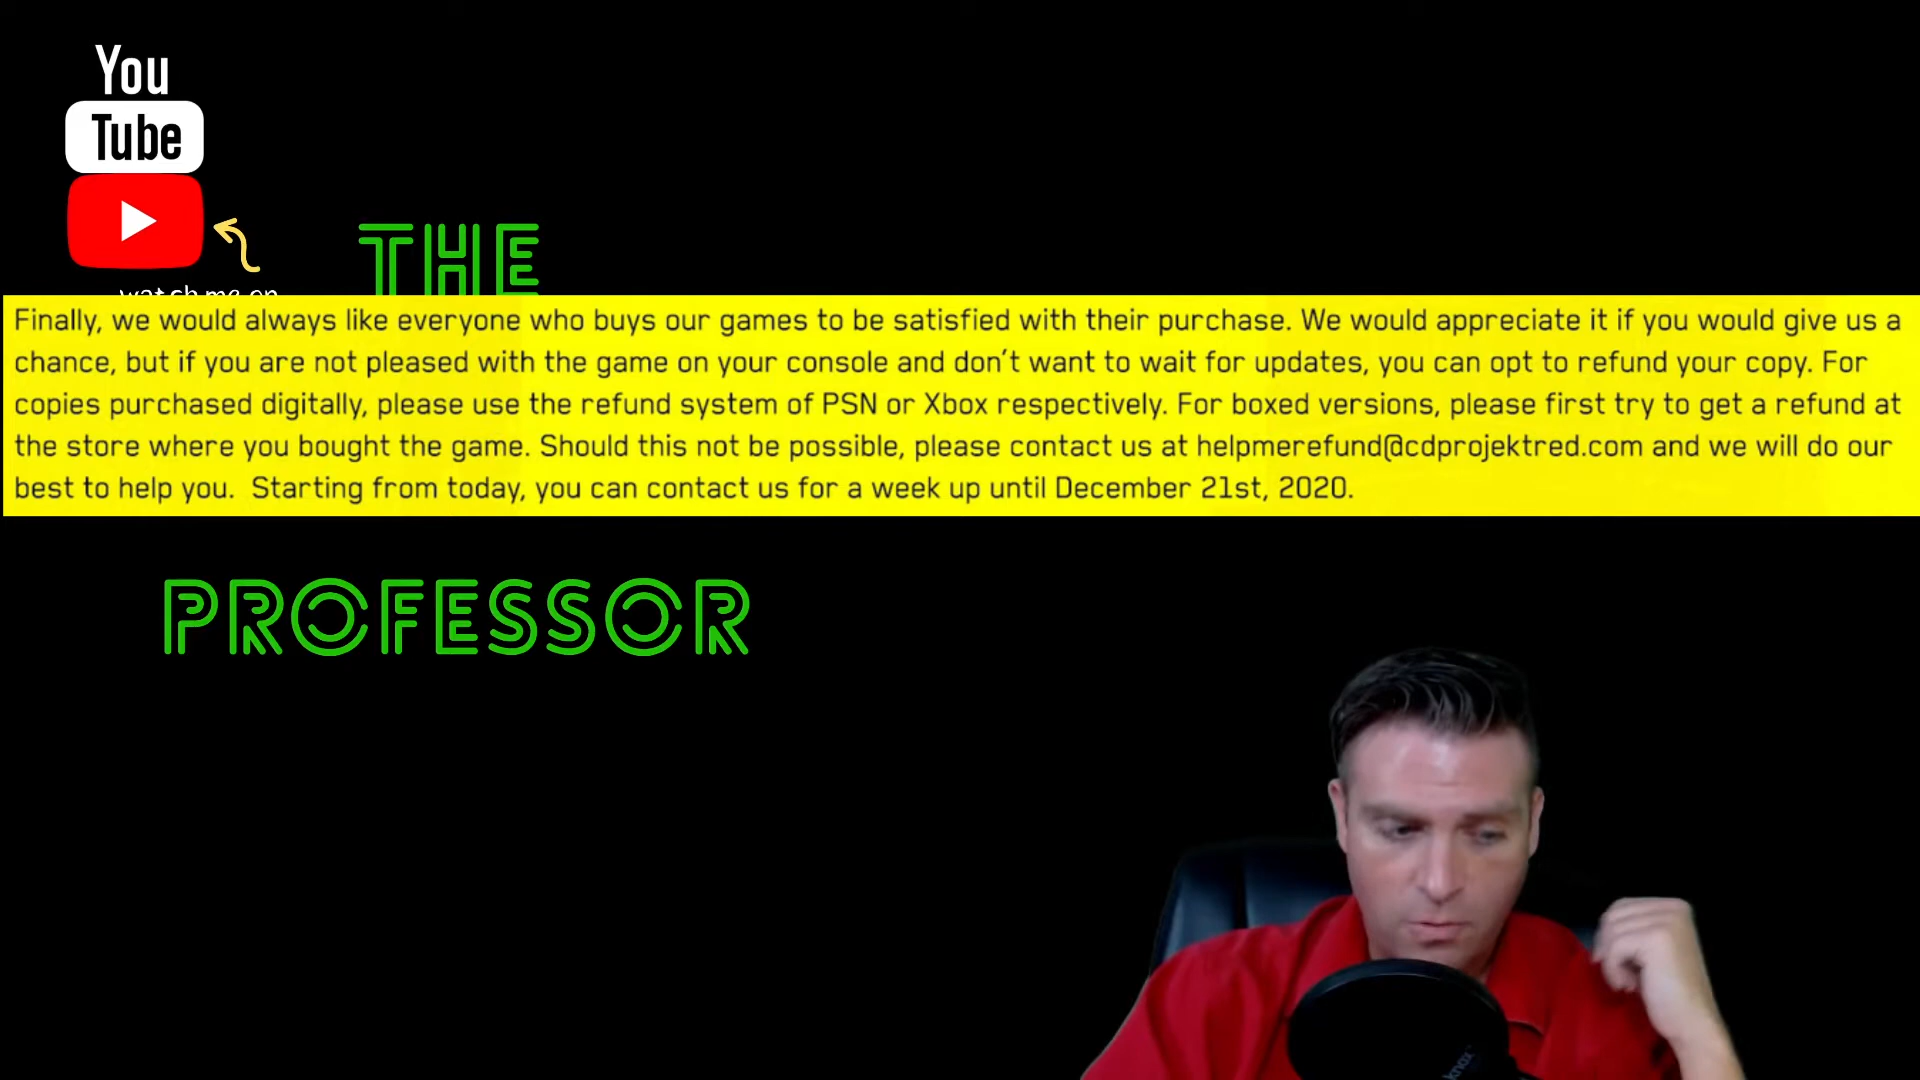 You
Tube
watch me on
THE
Finally, we would always like everyone who buys our games to be satisfied with their purchase. We would appreciate it if you would give us a
chance, but if you are not pleased with the game on your console and don't want to wait for updates, you can opt to refund your copy. For
copies purchased digitally, please use the refund system of PSN or Xbox respectively. For boxed versions, please first try to get a refund at
the store where you bought the game. Should this not be possible, please contact us at helpmerefund@cdprojektred.com and we will do our
best to help you.  Starting from today, you can contact us for a week up until December 21st, 2020.
PROFESSOR
knox